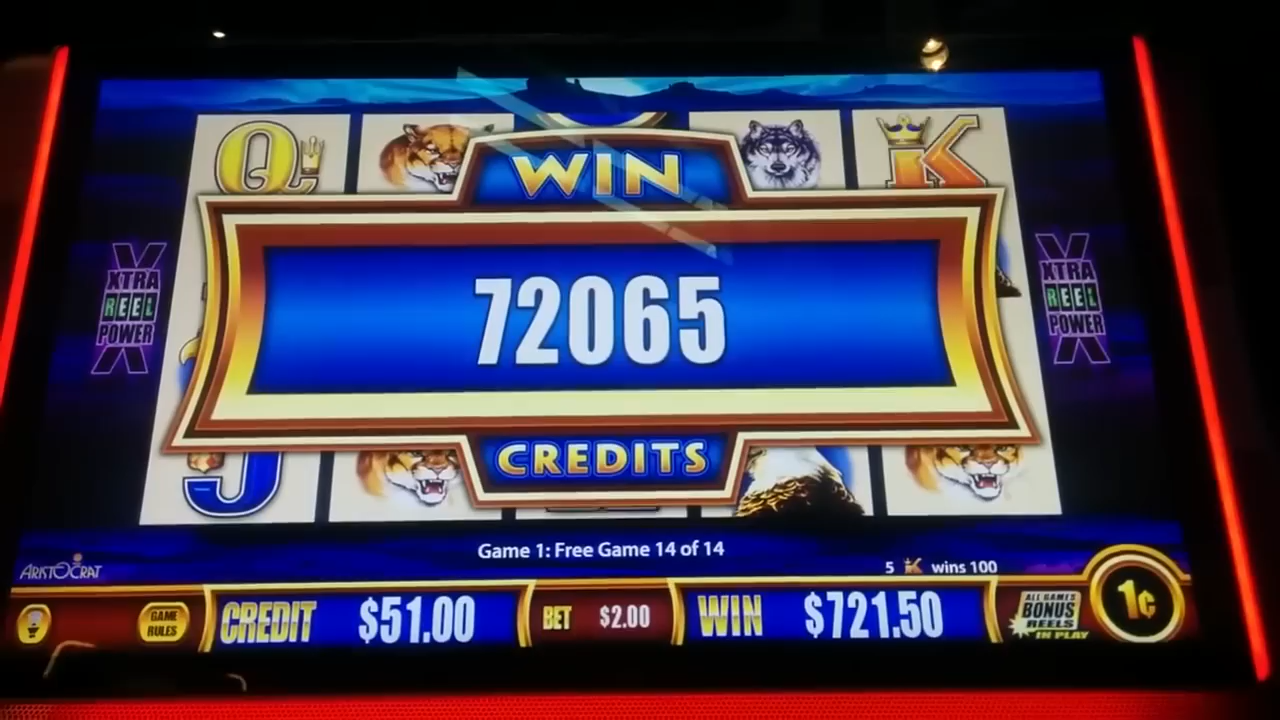 Q
K
WIN
XTRA
REEL
POWER
72065
XTRA
REEL
POWER
J
CREDITS
Game 1: Free Game 14 of 14
ARISTOCRAT
5 K wins 100
GAME
RULES
CREDIT $51.00
BET $2.00
WIN $721.50
ALL GAMES
BONUS
REELS
IN PLAY
1¢